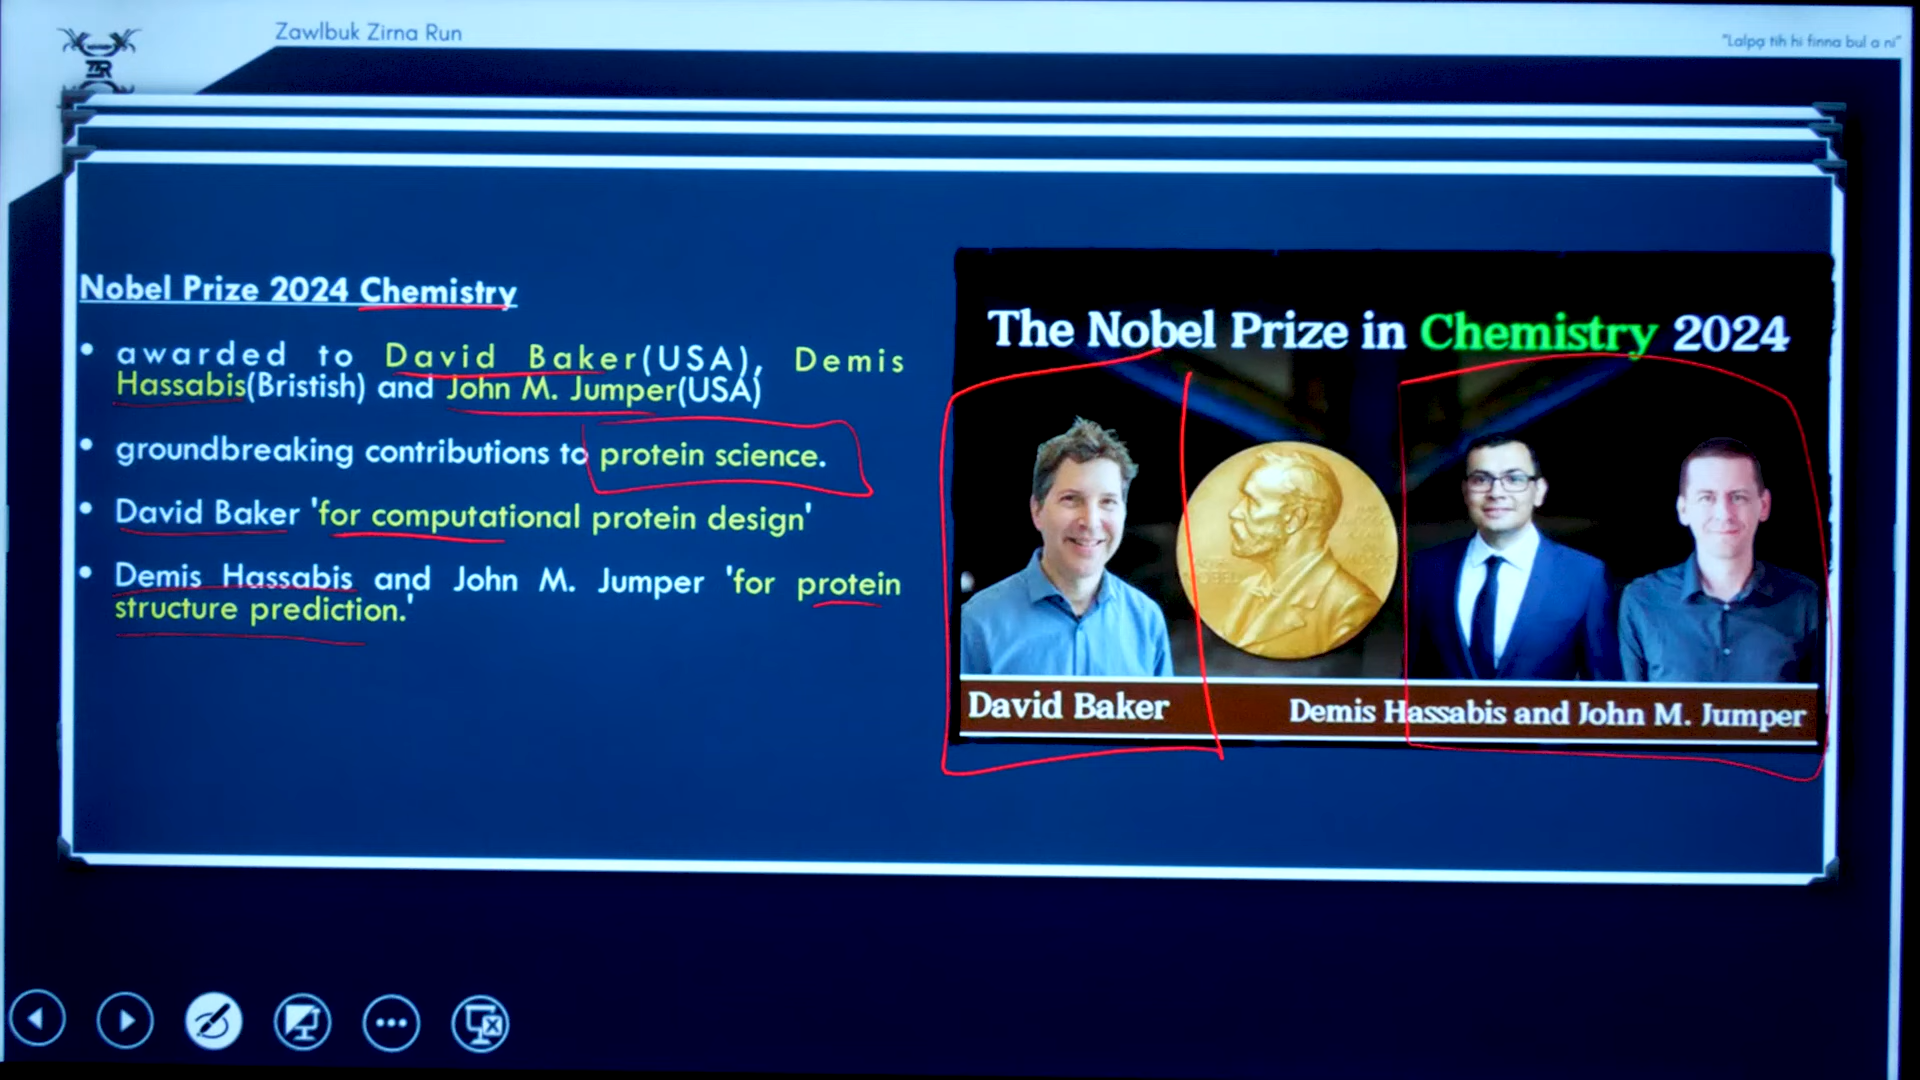 Zawlbuk Zirna Run
"Lalpa tih hi finna bul a ni"
ZR
Nobel Prize 2024 Chemistry
• awarded to David Baker(USA), Demis
Hassabis(Bristish) and John M. Jumper(USA)
• groundbreaking contributions to protein science.
• David Baker 'for computational protein design'
• Demis Hassabis and John M. Jumper 'for protein
structure prediction.'
The Nobel Prize in Chemistry 2024
David Baker
Demis Hassabis and John M. Jumper